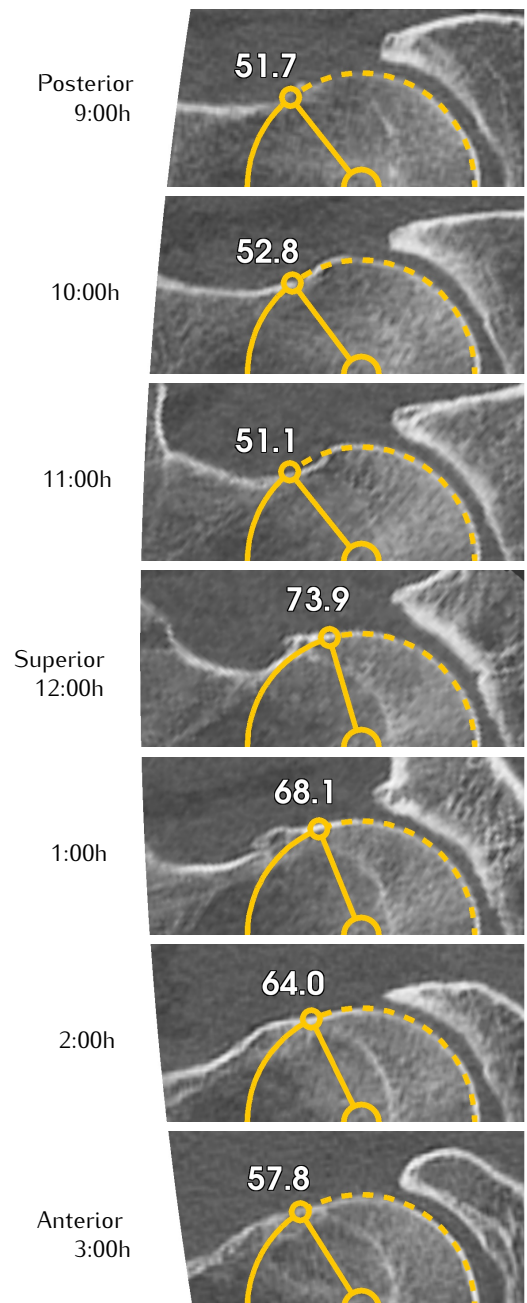 51.7
Posterior
9:00h
52.8
10:00h
51.1
11:00h
73.9
Superior
12:00h
68.1
1:00h
64.0
2:00h
57.8
Anterior
3:00h